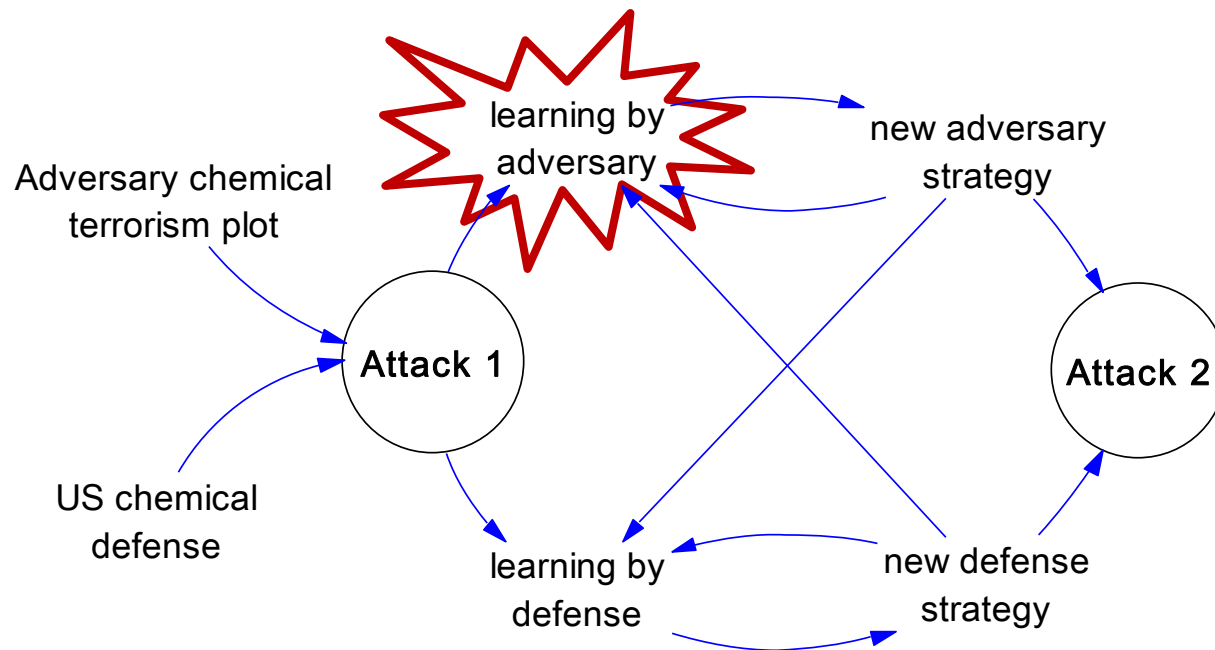 learning by
adversary
new adversary
strategy
Adversary chemical
terrorism plot
Attack 1
Attack 2
US chemical
defense
learning by
defense
new defense
strategy